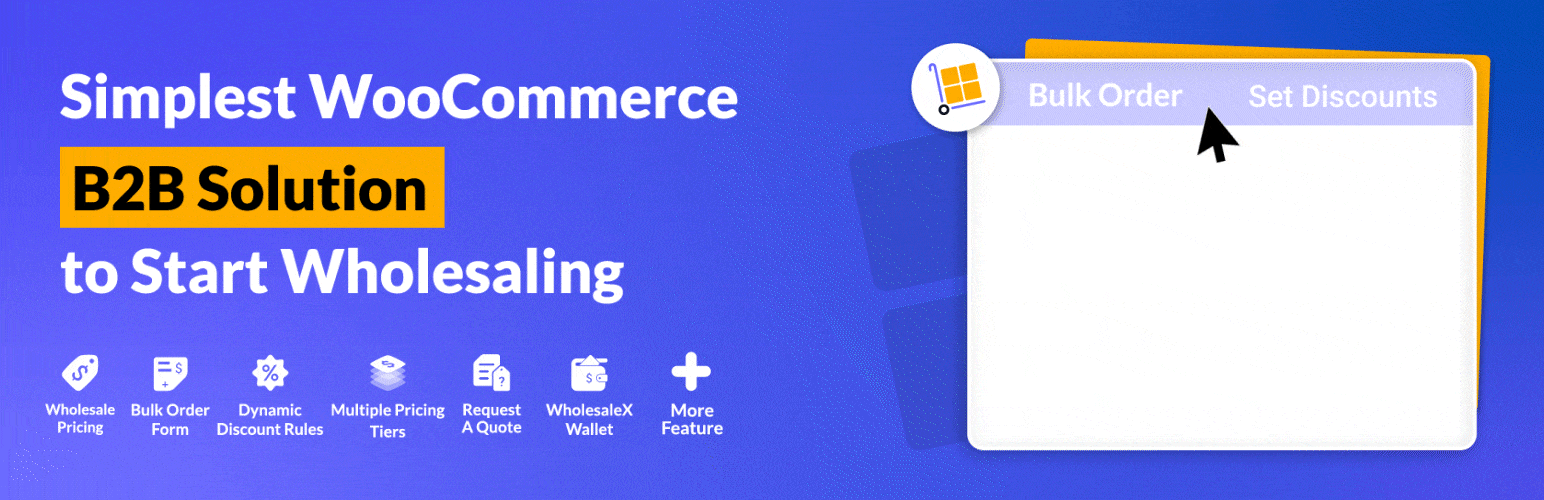 Simplest WooCommerce
B2B Solution
to Start Wholesaling
Wholesale
Pricing
Bulk Order
Form
Dynamic
Discount Rules
Multiple Pricing
Tiers
Request
A Quote
WholesaleX
Wallet
More
Feature
Bulk Order
Set Discounts